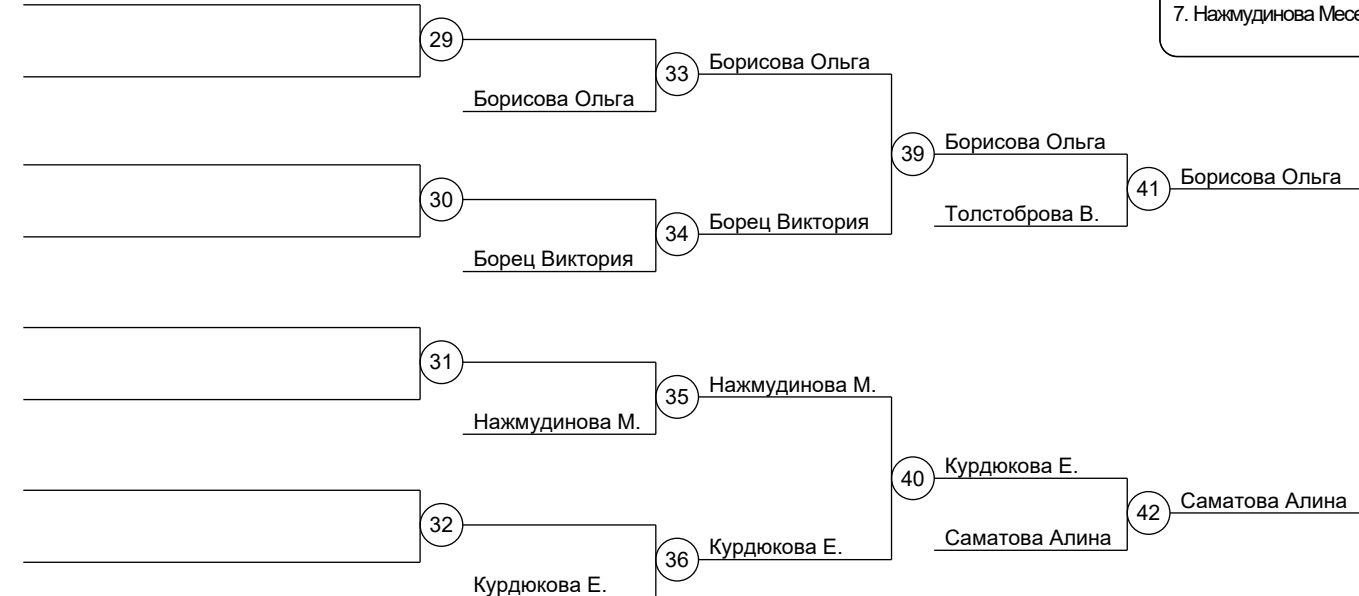 7. Нажмудинова
29
33
Борисова Ольга
Борисова Ольга
39
Борисова Ольга
41
Борисова Ольга
Толстоброва В.
30
34
Борец Виктория
Борец Виктория
31
35
Нажмудинова М.
Нажмудинова М.
40
Курдюкова Е.
42
Саматова Алина
Саматова Алина
32
36
Курдюкова Е.
Курдюкова Е.